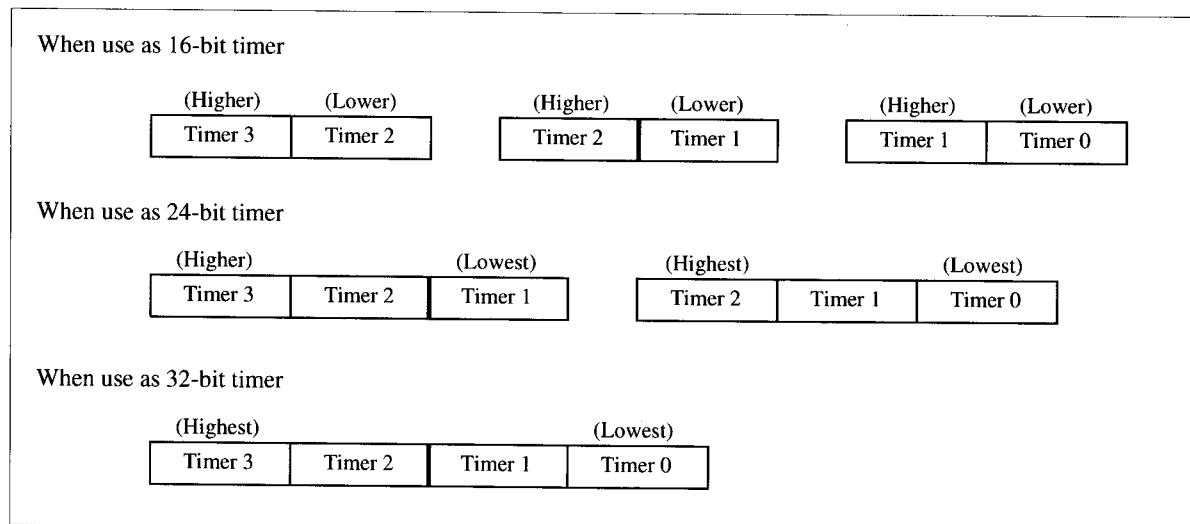 When use as 16-bit timer
(Higher) (Lower) (Higher) (Lower) (Higher) (Lower)
Timer 3 Timer 2 Timer 2 Timer 1 Timer 1 Timer 0
When use as 24-bit timer
(Higher) (Lowest) (Highest) (Lowest)
Timer 3 Timer 2 Timer 1 Timer 2 Timer 1 Timer 0
When use as 32-bit timer
(Highest) (Lowest)
Timer 3 Timer 2 Timer 1 Timer 0